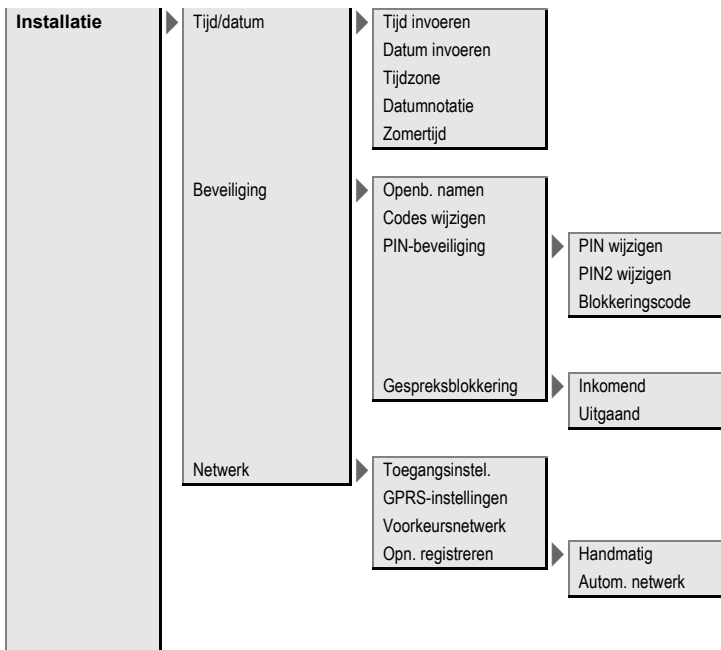 Installatie
Tijd/datum
Tijd invoeren
Datum invoeren
Tijdzone
Datumnotatie
Zomertijd
Beveiliging
Openb. namen
Codes wijzigen
PIN-beveiliging
PIN wijzigen
PIN2 wijzigen
Blokkeringscode
Gespreksblokkering
Inkomend
Uitgaand
Netwerk
Toegangsinstel.
GPRS-instellingen
Voorkeursnetwerk
Opn. registreren
Handmatig
Autom. netwerk